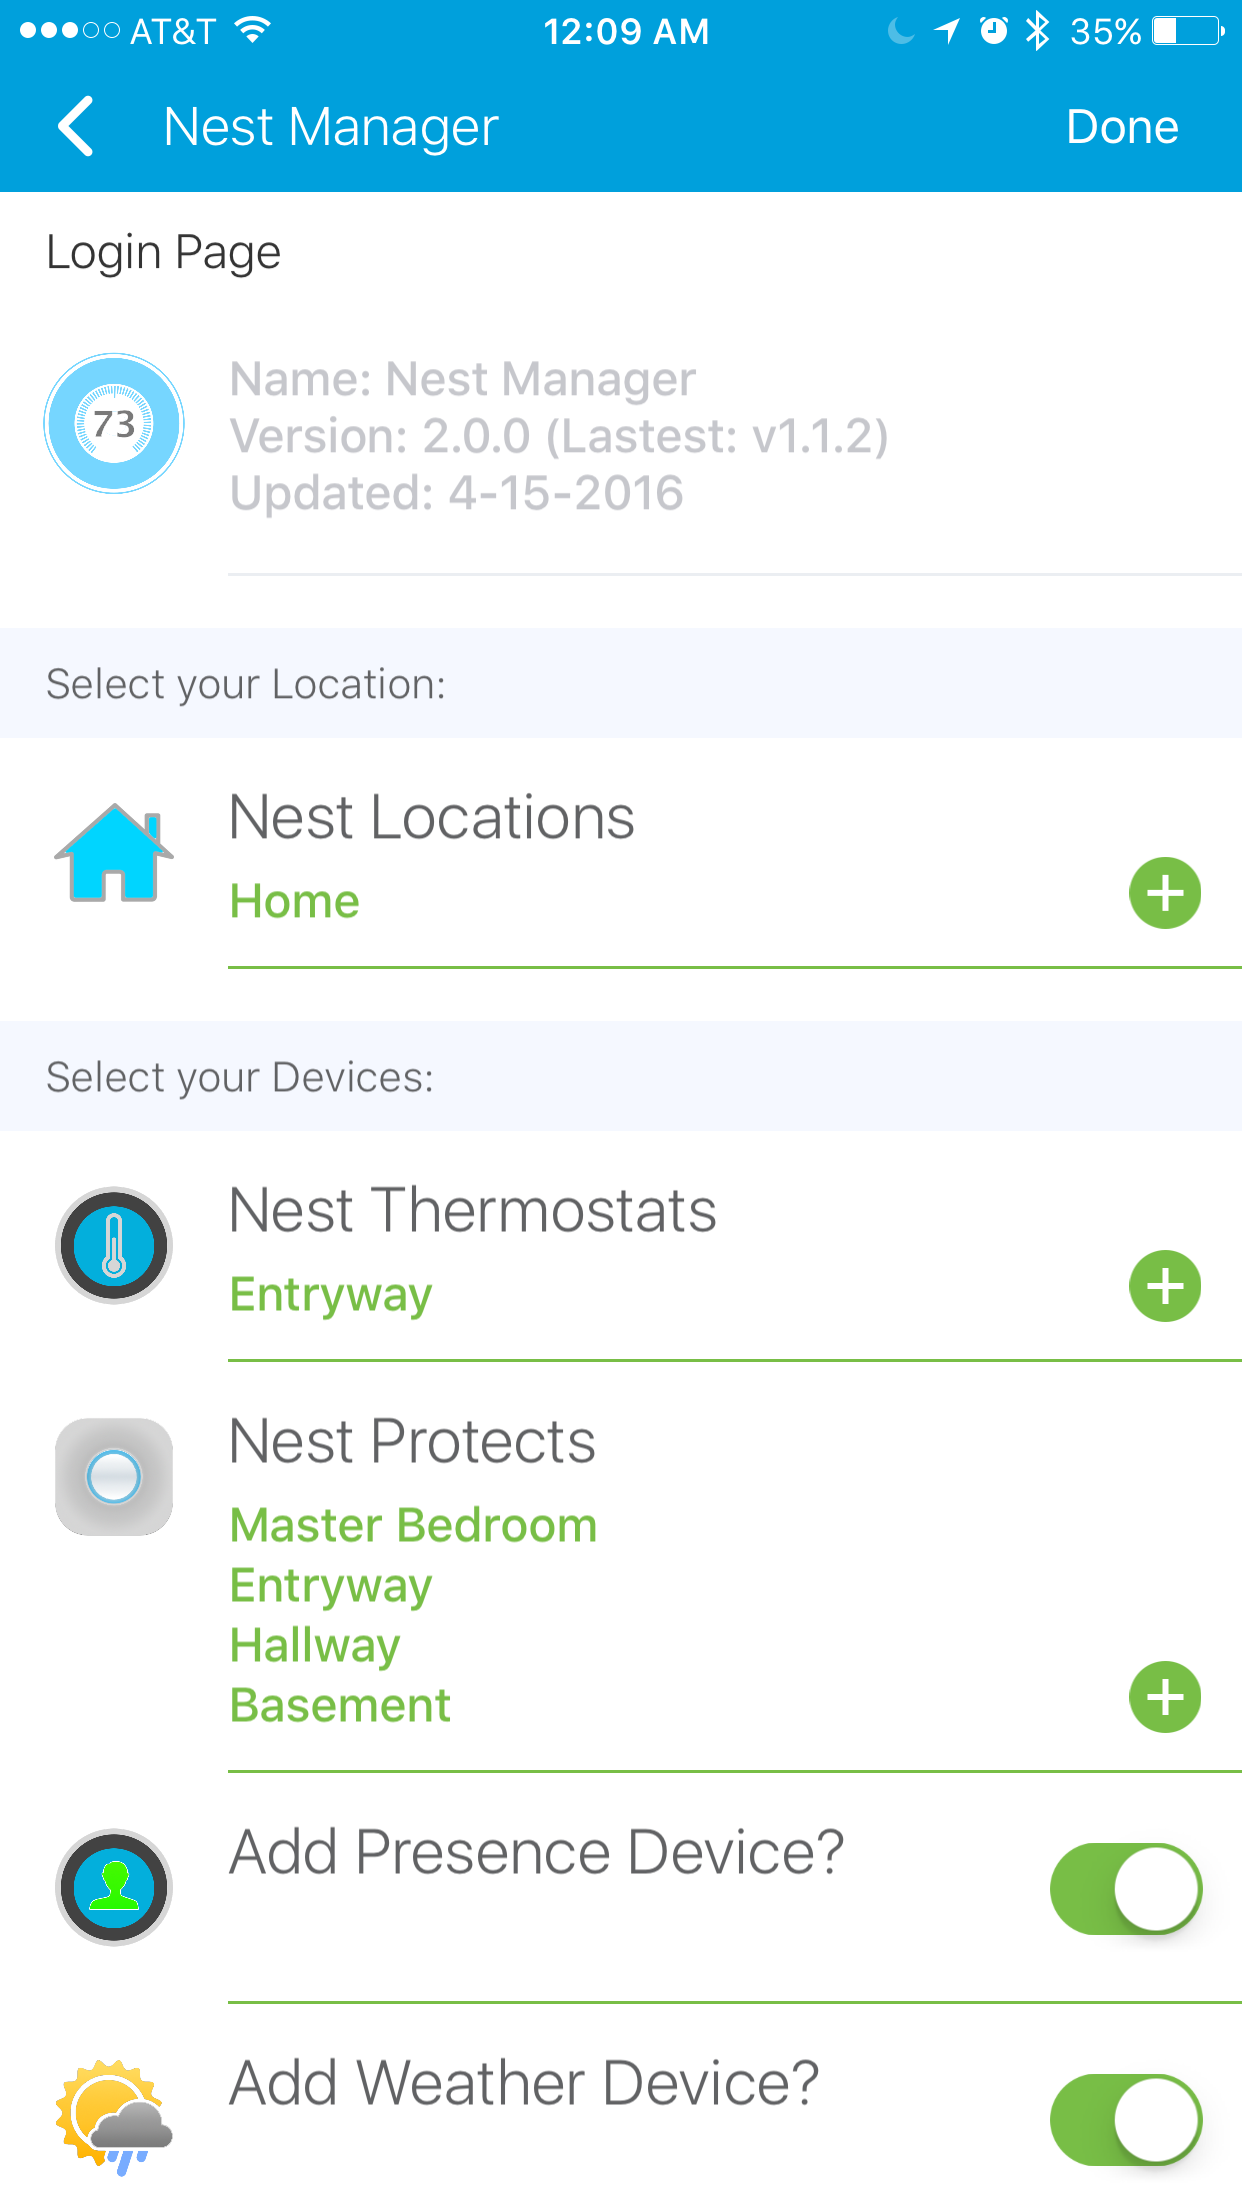 AT&T 12:09 AM 35%
Nest Manager Done
Login Page
73
Name: Nest Manager
Version: 2.0.0 (Lastest: v1.1.2)
Updated: 4-15-2016
Select your Location:
Nest Locations
Home
Select your Devices:
Nest Thermostats
Entryway
Nest Protects
Master Bedroom
Entryway
Hallway
Basement
Add Presence Device?
Add Weather Device?